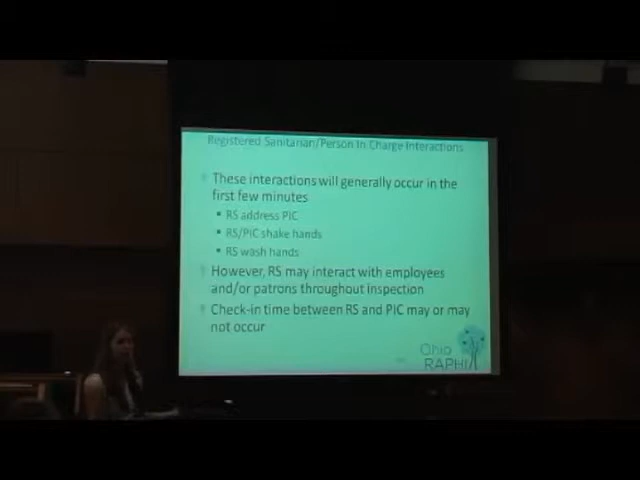 Registered Sanitarian/Person In Charge Interactions
These interactions will generally occur in the
first few minutes
RS address PIC
RS/PIC shake hands
RS wash hands
However, RS may interact with employees
and/or patrons throughout inspection
Check-in time between RS and PIC may or may
not occur
Ohio
RAPHI